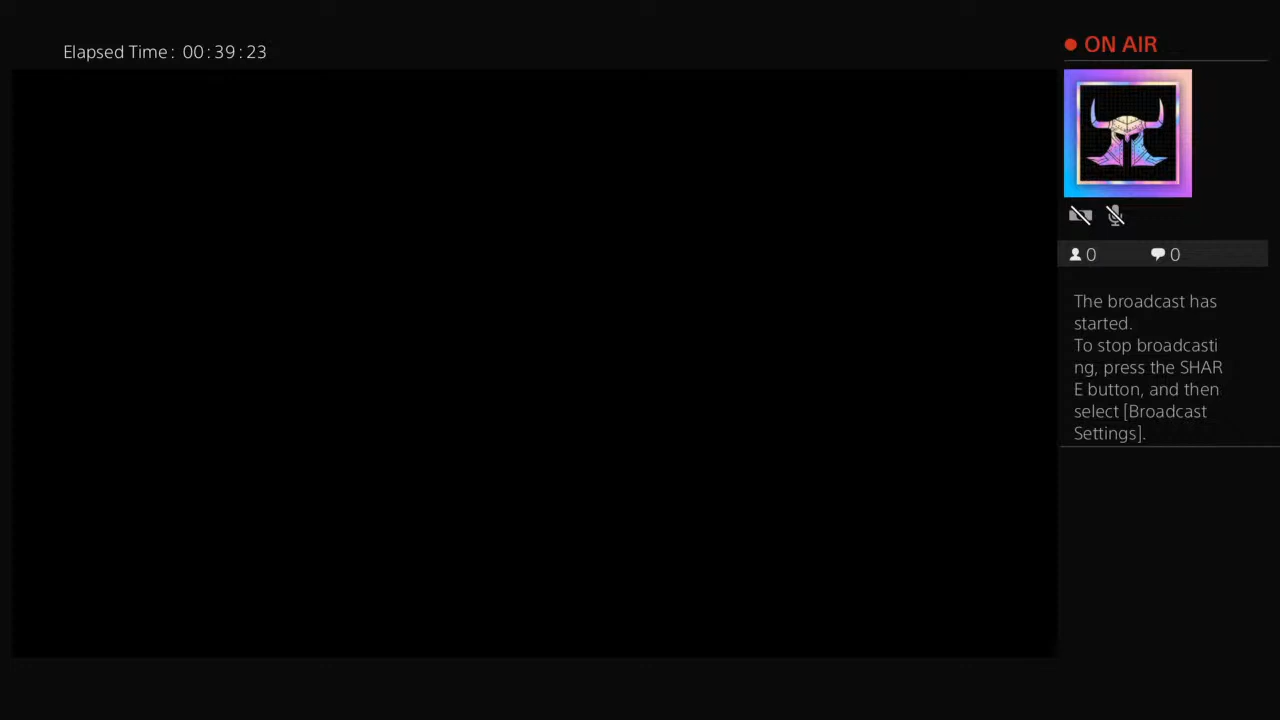 Elapsed Time: 00:39:23
ON AIR
0 0
The broadcast has
started.
To stop broadcasti
ng, press the SHAR
E button, and then
select [Broadcast
Settings].